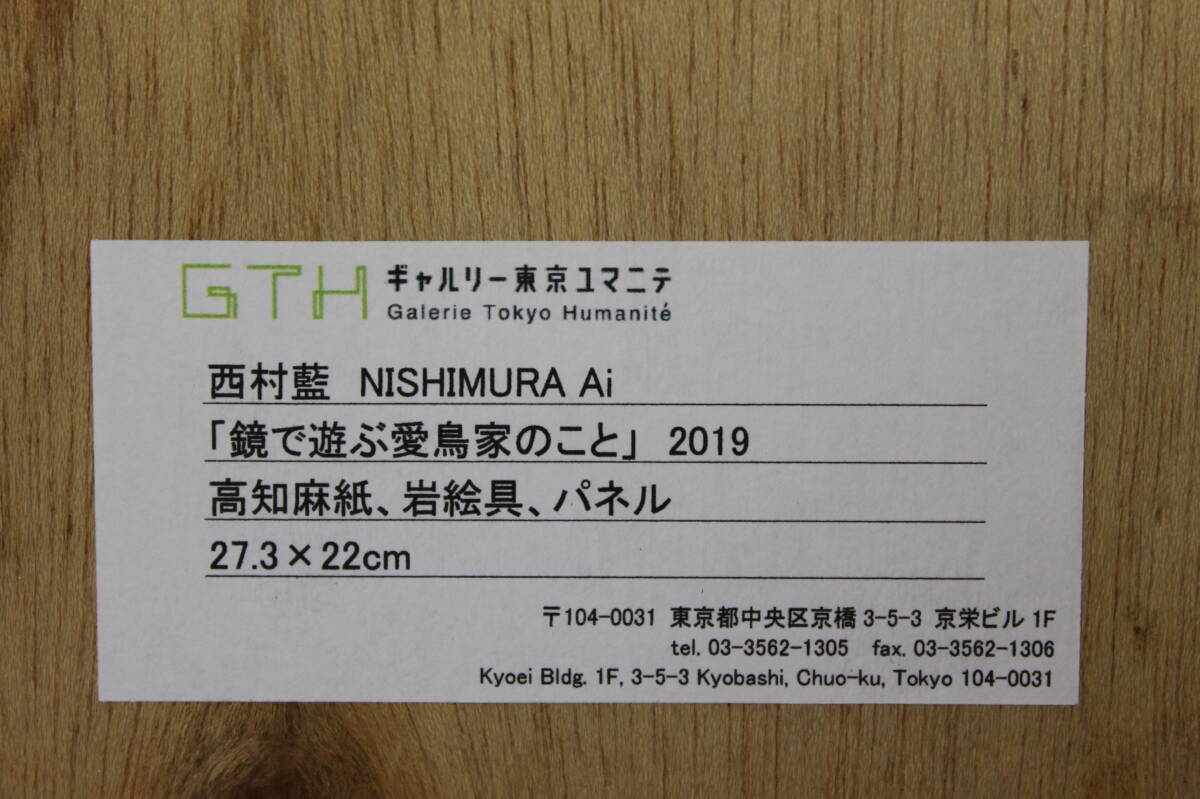 GTH ギャルリー東京ユマニテ
Galerie Tokyo Humanité
西村藍 NISHIMURA Ai
「鏡で遊ぶ愛鳥家のこと」 2019
高知麻紙、岩絵具、パネル
27.3×22cm
〒104-0031 東京都中央区京橋 3-5-3 京栄ビル 1F
tel. 03-3562-1305 fax. 03-3562-1306
Kyoei Bldg. 1F, 3-5-3 Kyobashi, Chuo-ku, Tokyo 104-0031